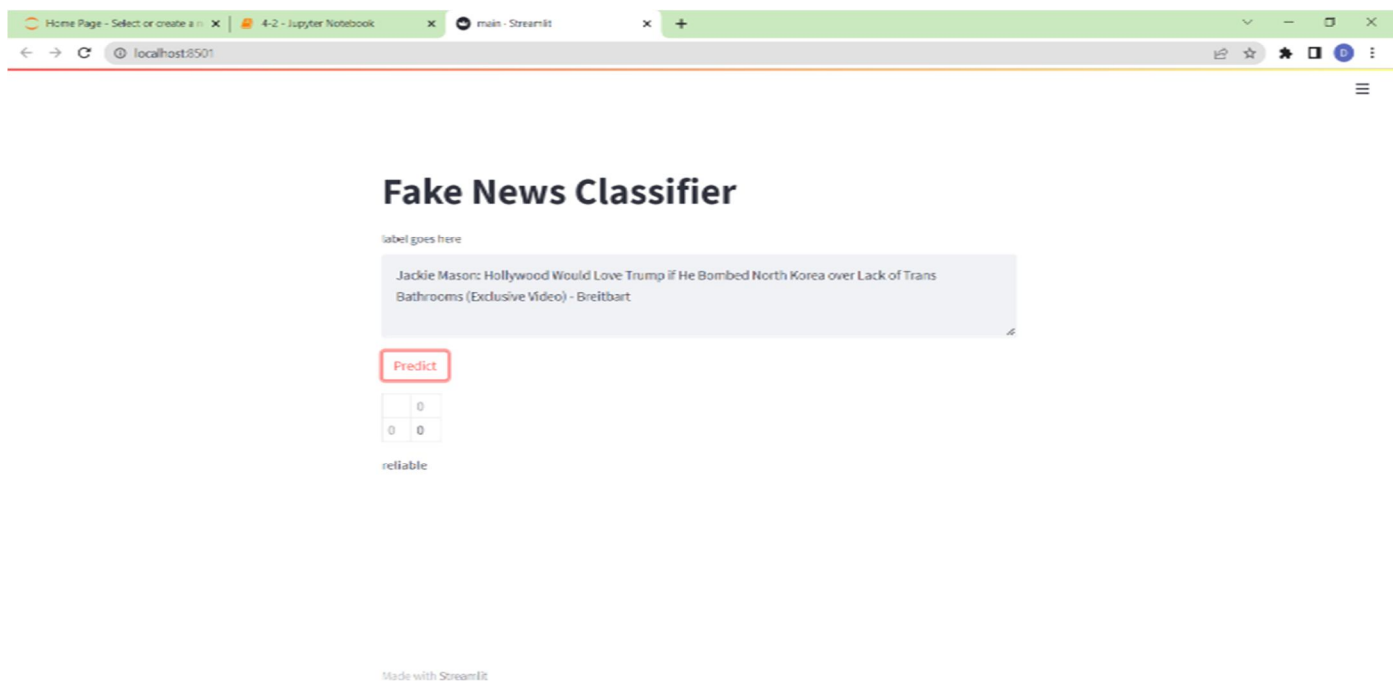 Home Page - Select or create a n
4-2 - Jupyter Notebook
main · Streamlit
localhost:8501
D
Fake News Classifier
label goes here
Jackie Mason: Hollywood Would Love Trump if He Bombed North Korea over Lack of Trans
Bathrooms (Exclusive Video) - Breitbart
Predict
0
0 0
reliable
Made with Streamlit